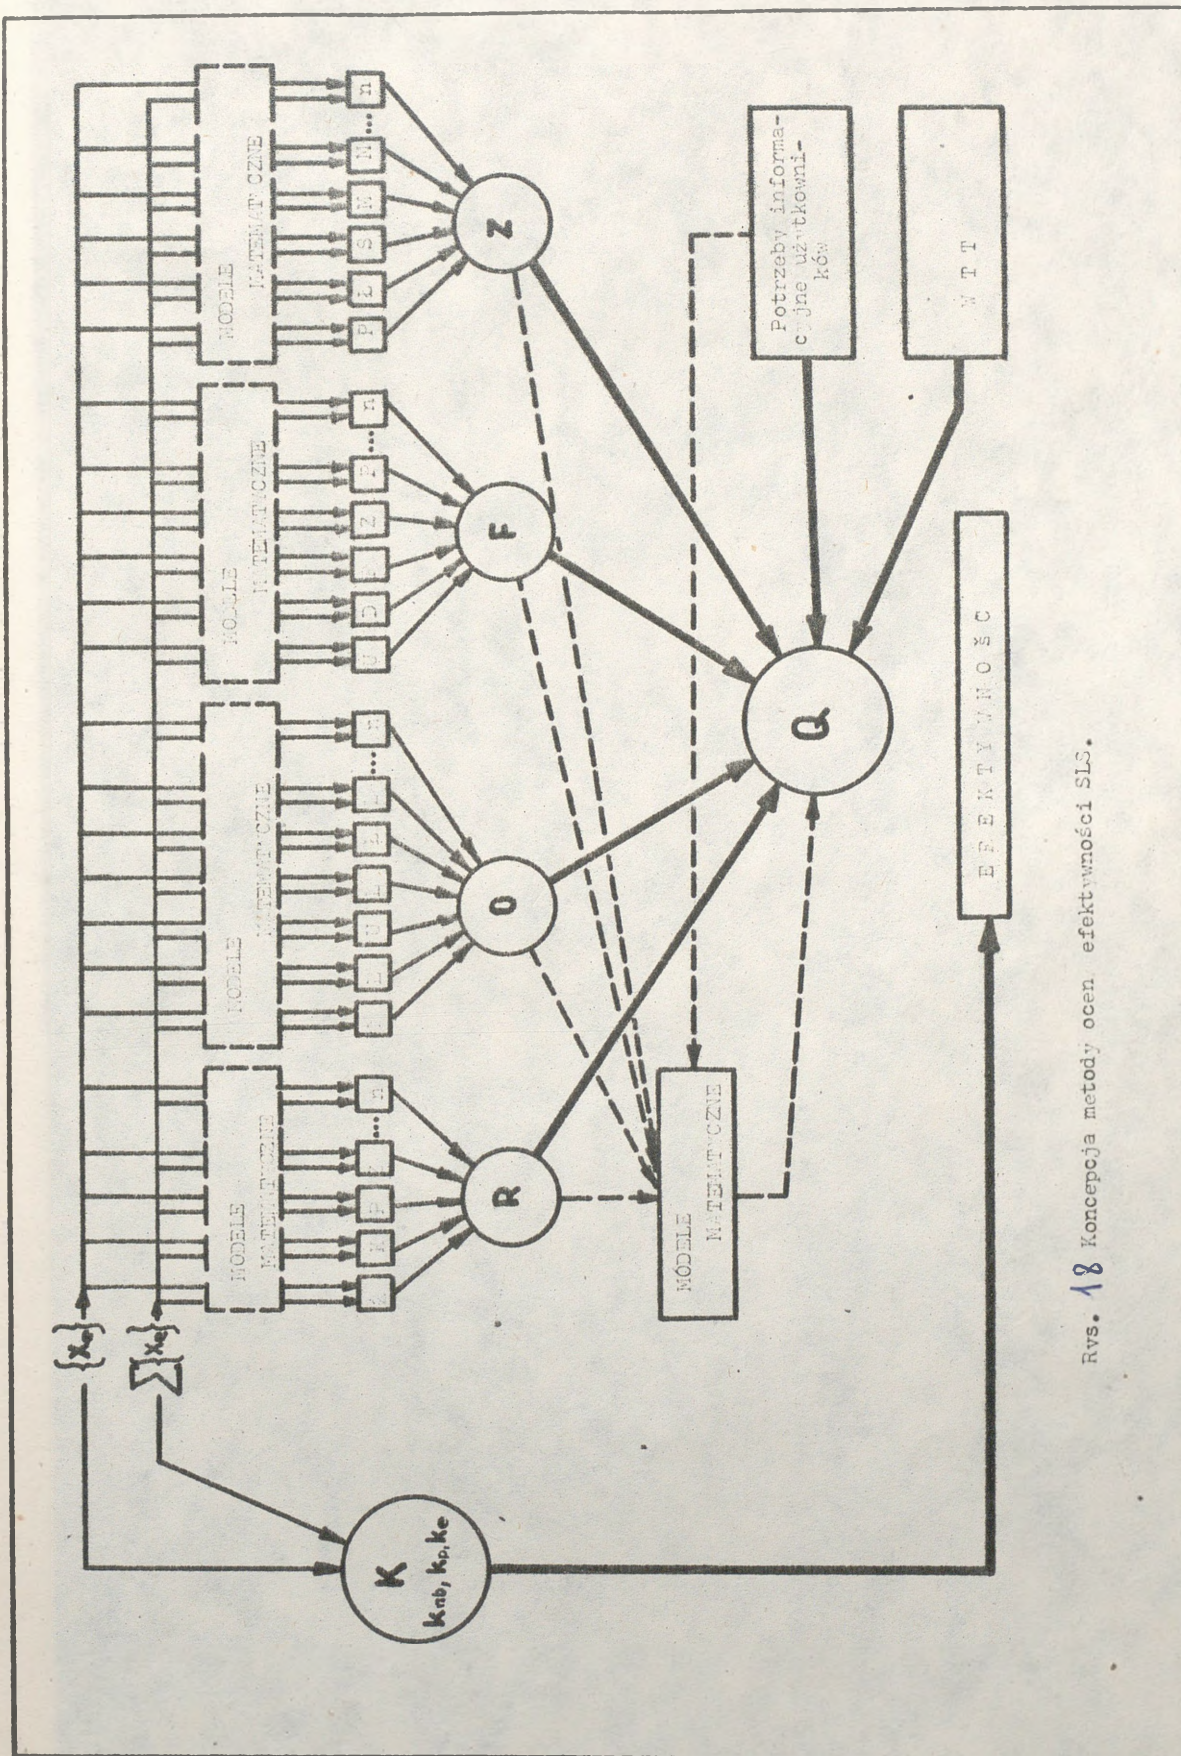 {Xe}
∑{Xe}
MODELE
MATEMATYCZNE
MODELE
MATEMATYCZNE
MODELE
MATEMATYCZNE
MODELE
MATEMATYCZNE
R ... n
U ... n
U D Z P ... n
P Ł S M N ... n
K
knb, kp, ke
R
O
F
Z
MODELE
MATEMATYCZNE
Q
Potrzeby informa-
cyjne użytkowni-
ków
W T T
E F E K T Y W N O Ś Ć
Rys. 18 Koncepcja metody ocen efektywności SLS.